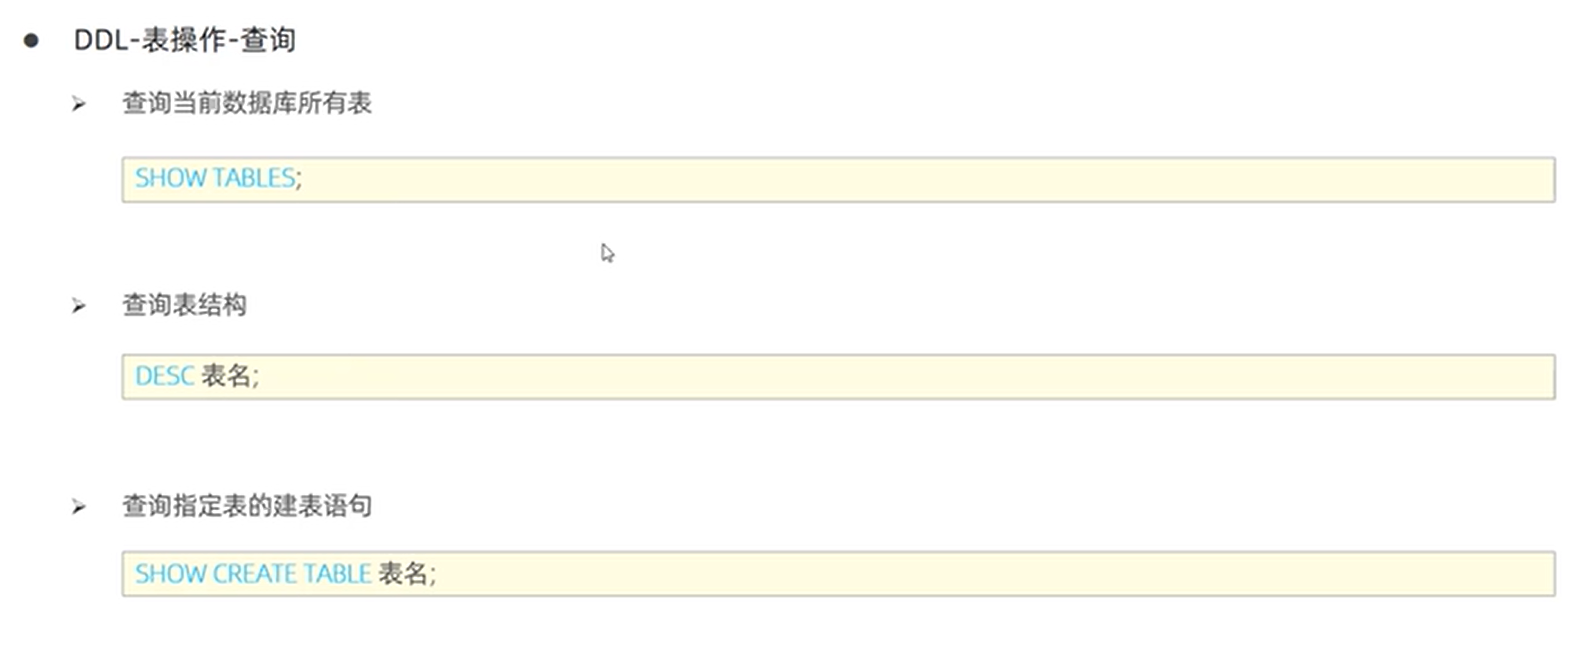 DDL-表操作-查询
查询当前数据库所有表
SHOW TABLES;
查询表结构
DESC 表名;
查询指定表的建表语句
SHOW CREATE TABLE 表名;